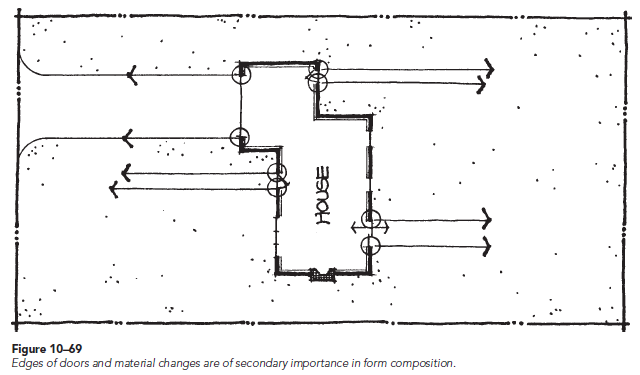 HOUSE
Figure 10–69
Edges of doors and material changes are of secondary importance in form composition.